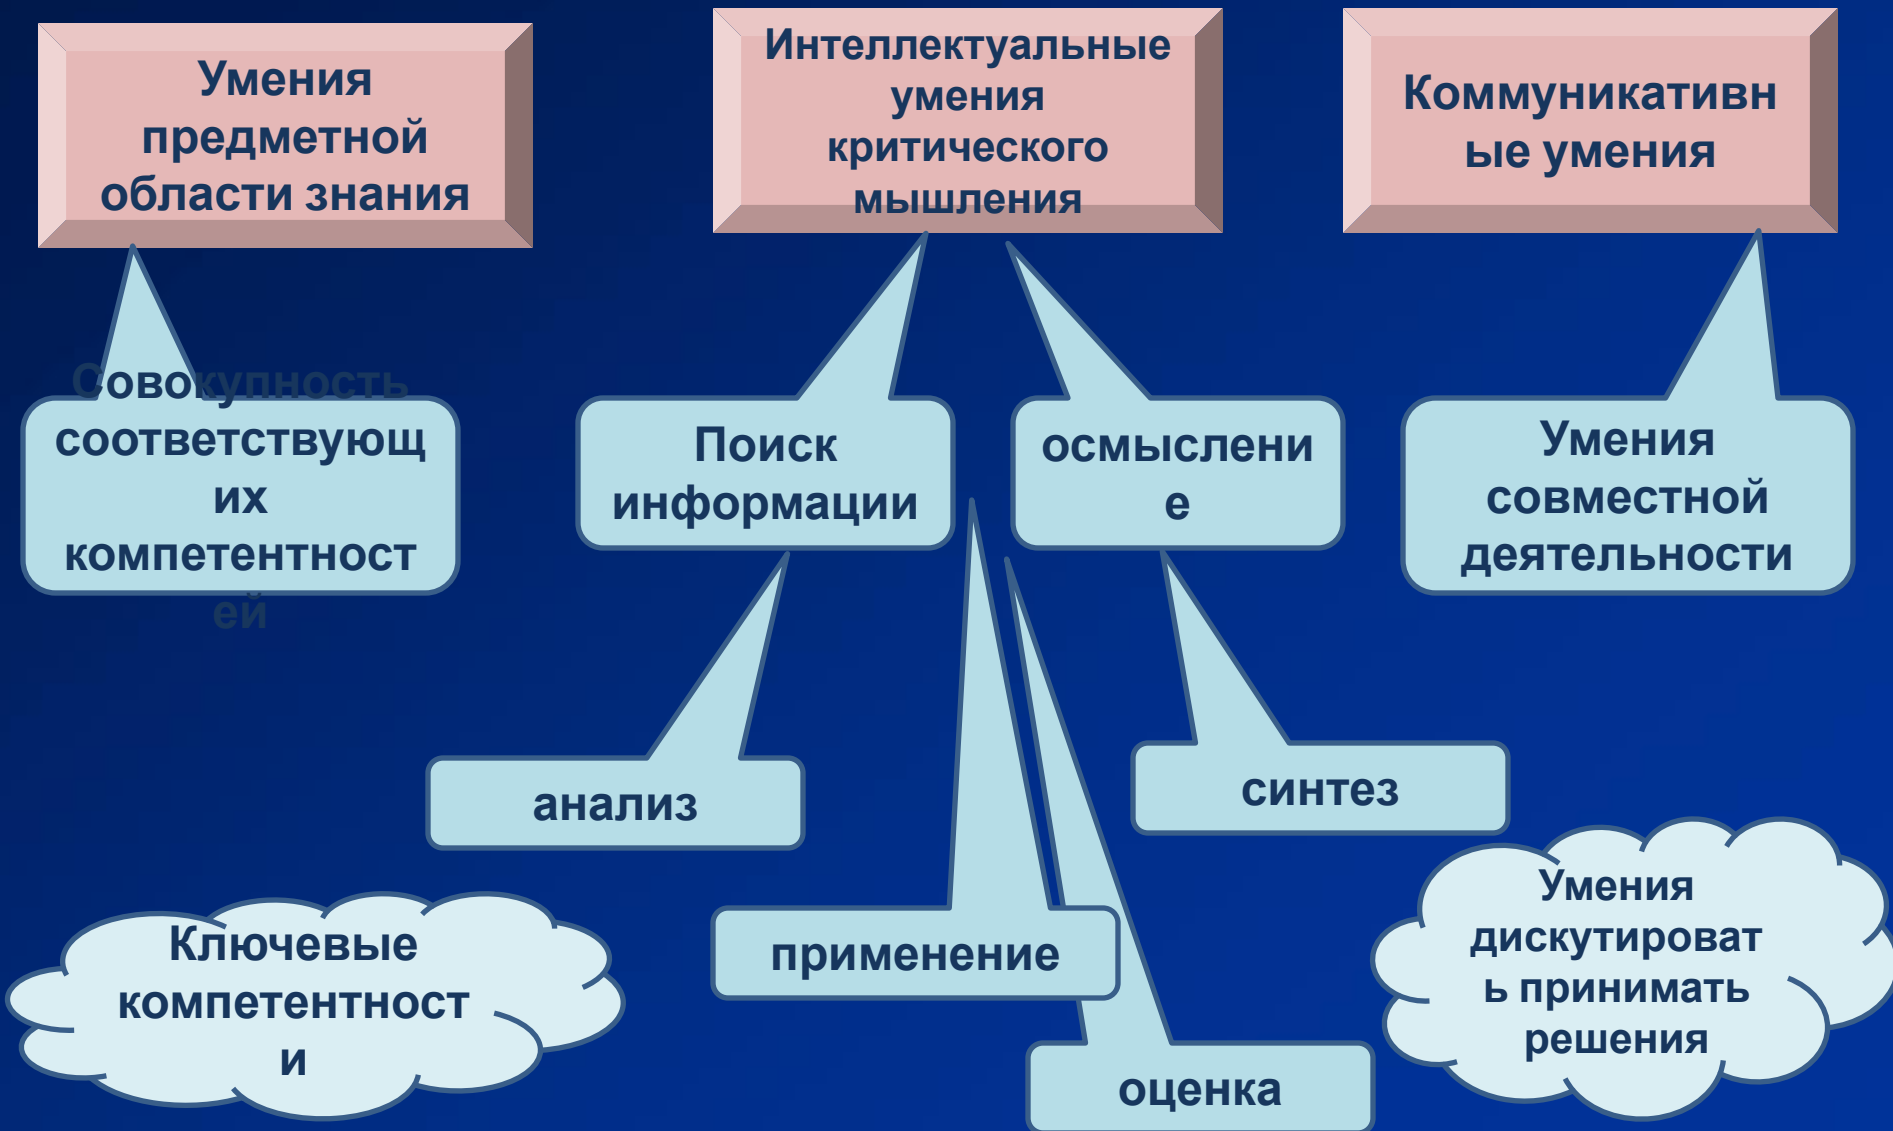 Умения
предметной
области знания
Интеллектуальные
умения
критического
мышления
Коммуникативн
ые умения
Совокупность
соответствующ
их
компетентност
ей
Поиск
информации
осмыслени
е
Умения
совместной
деятельности
анализ
синтез
применение
оценка
Ключевые
компетентност
и
Умения
дискутироват
ь принимать
решения